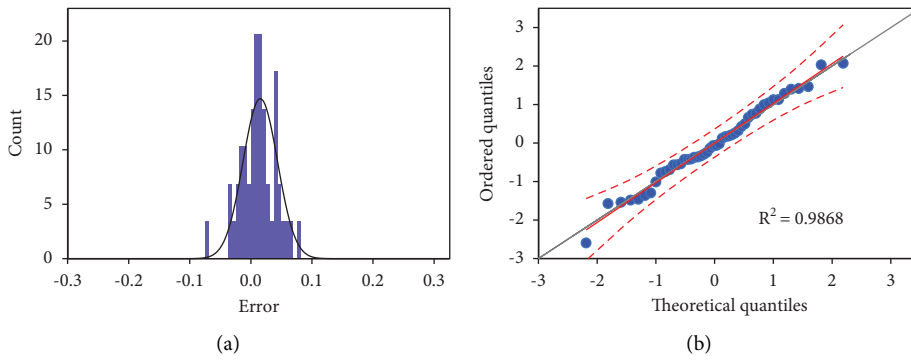 20
15
10
5
0
Count
-0.3 -0.3 0.1 0.0 0.1 0.2 0.3
Error
(a)
3
2
1
0
-1
-2
-3
Ordered quantiles
R² = 0.9868
-3 -2 -1 0 1 2 3
Theoretical quantiles
(b)